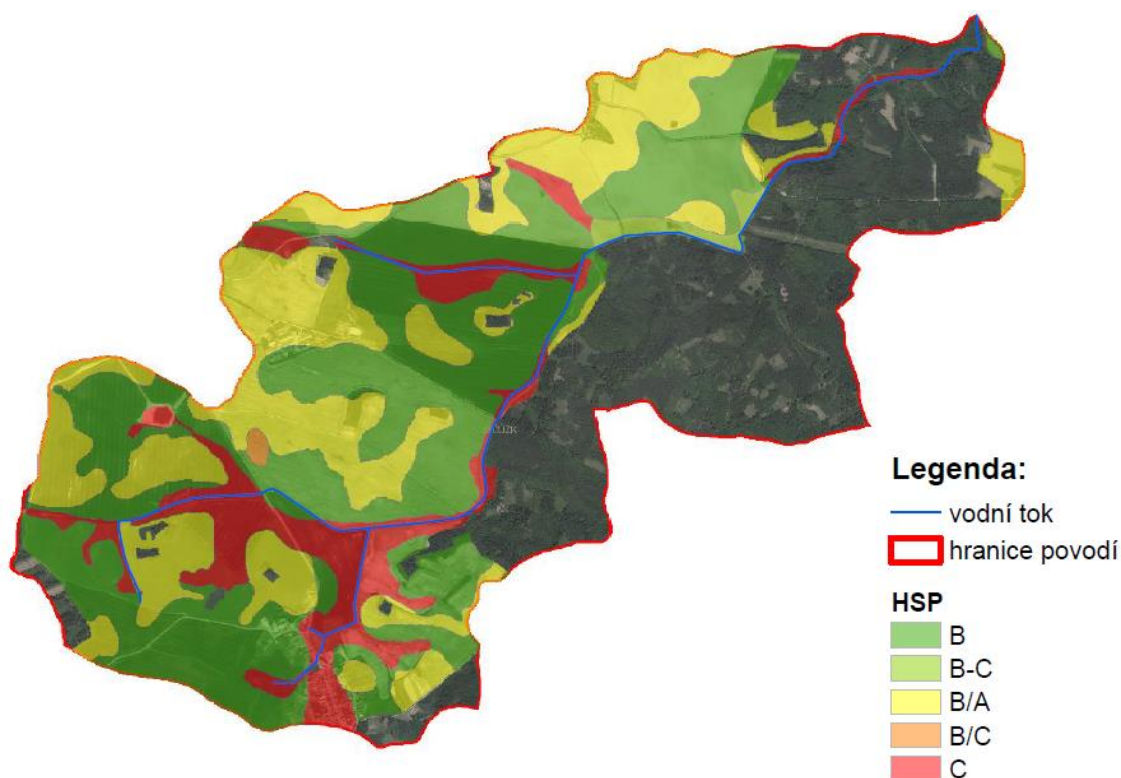 Legenda:
vodní tok
hranice povodí
HSP
B
B-C
B/A
B/C
C